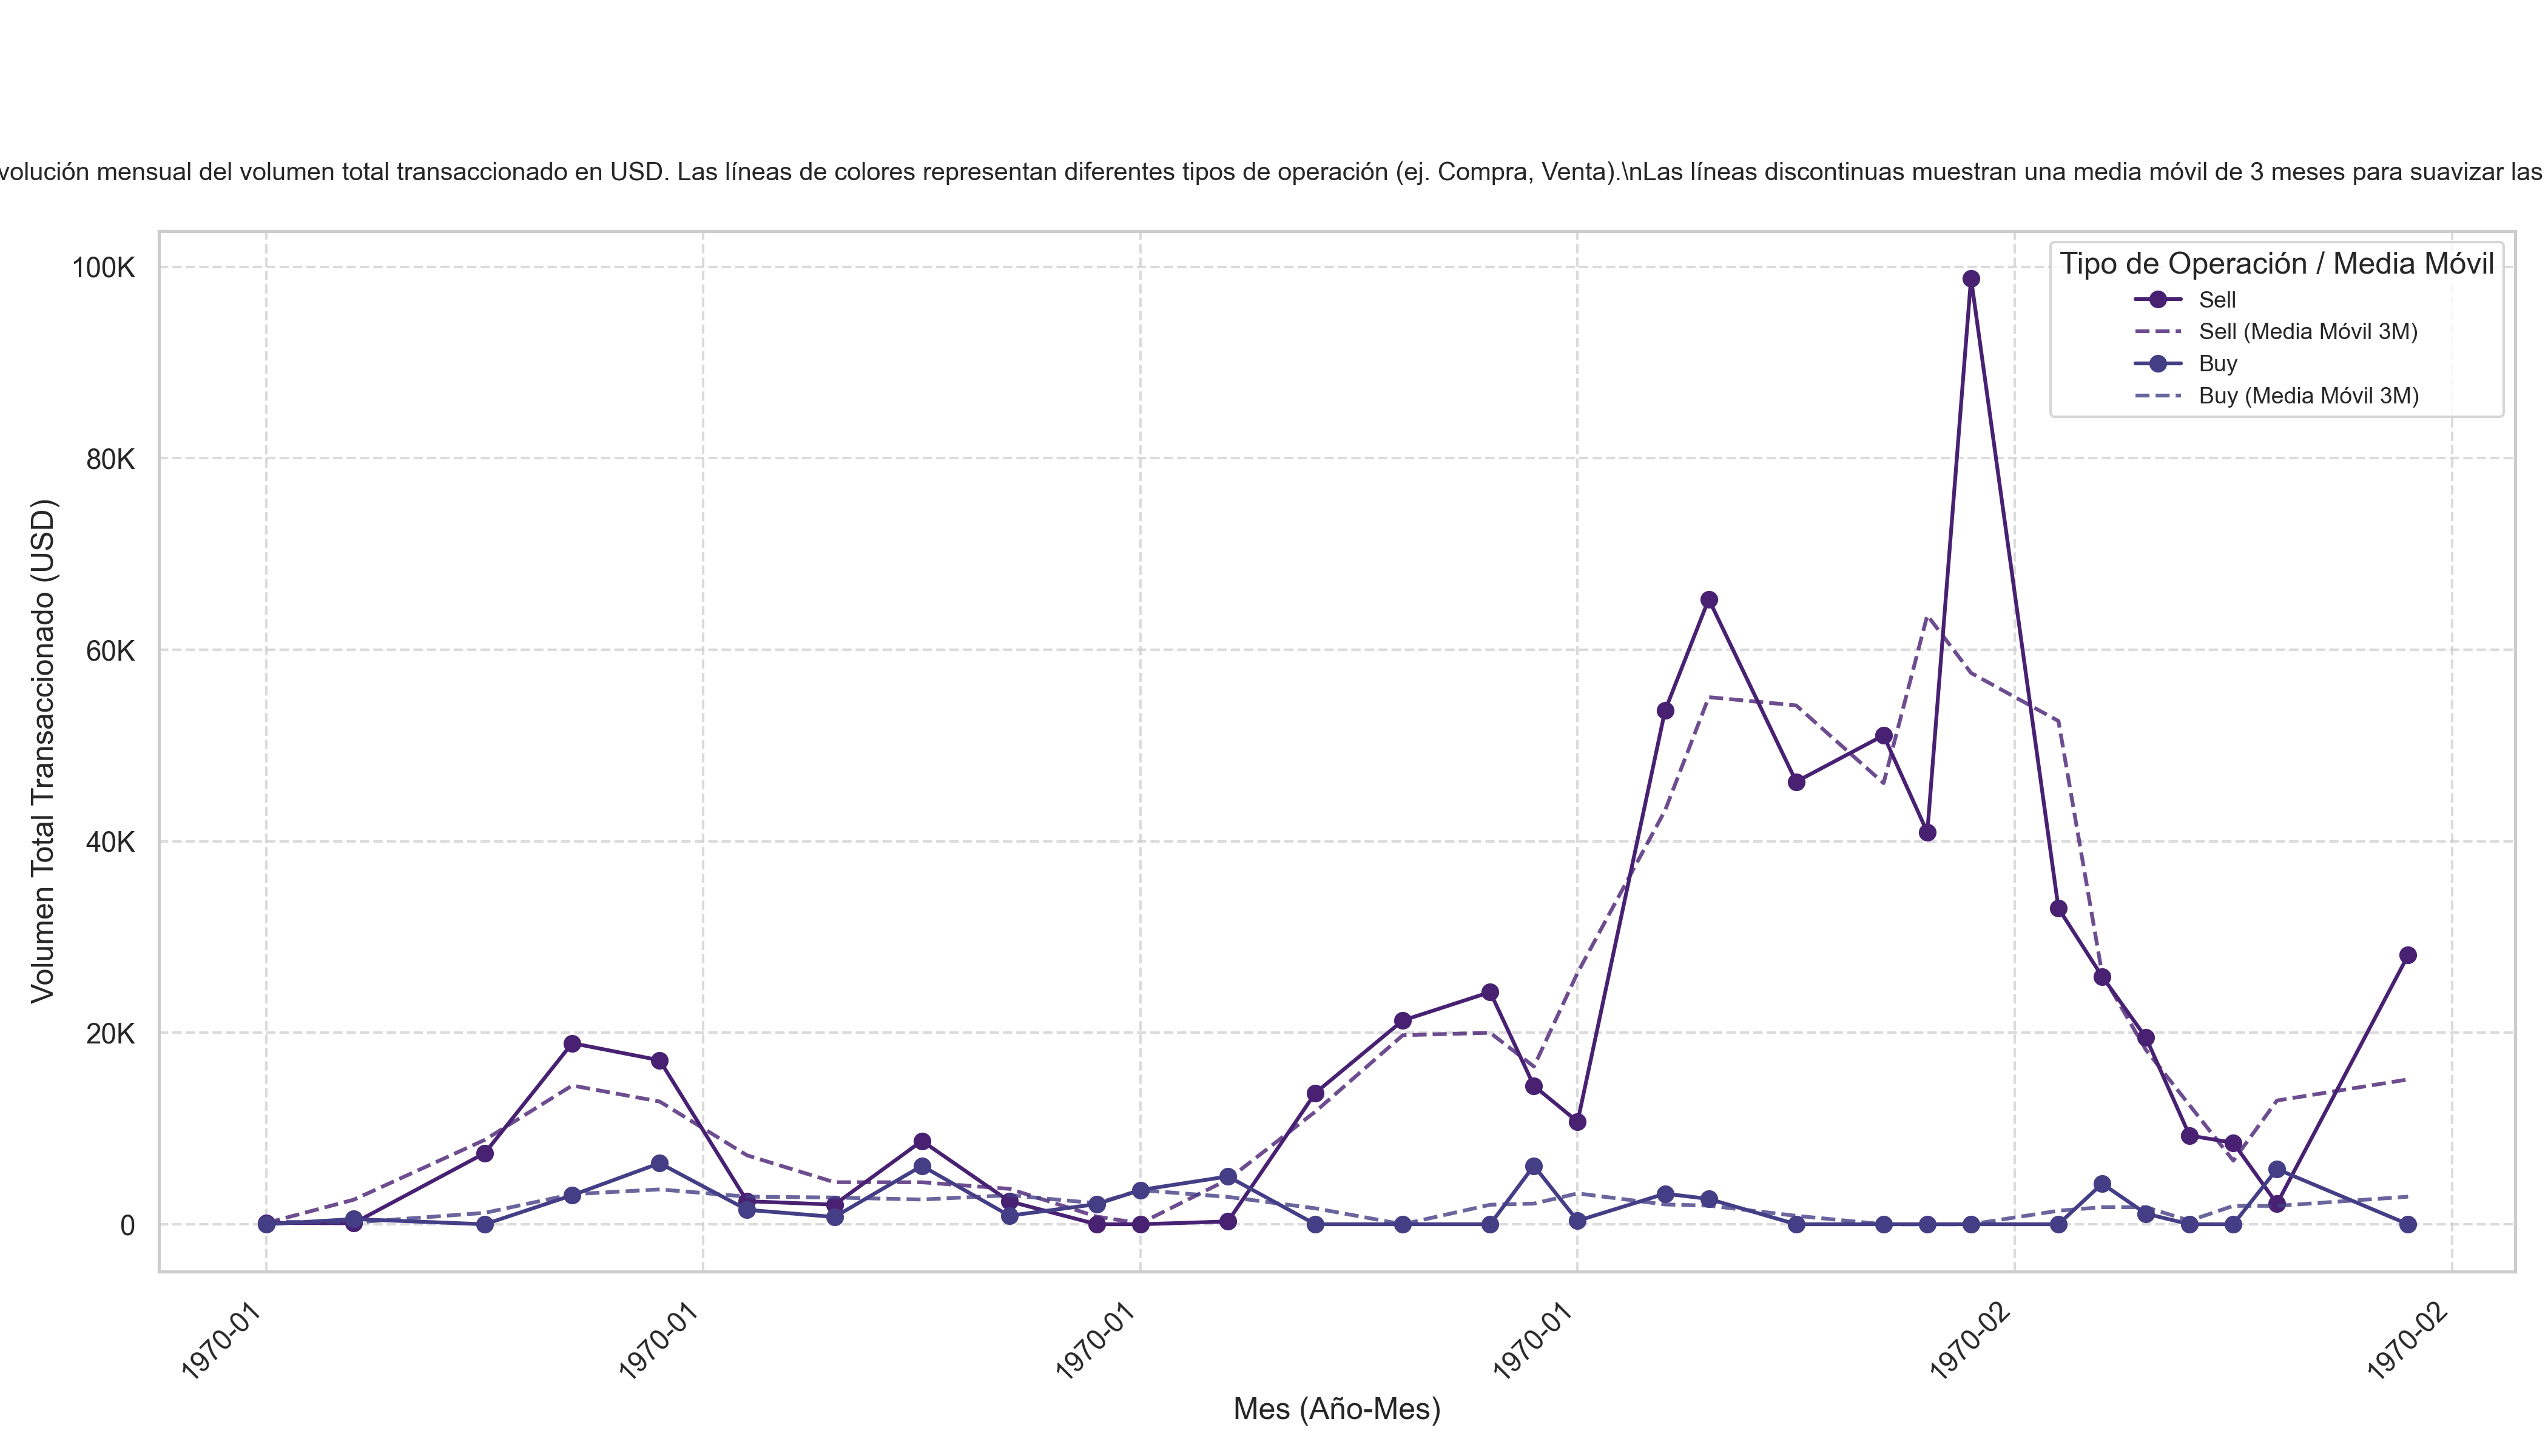 volución mensual del volumen total transaccionado en USD. Las líneas de colores representan diferentes tipos de operación (ej. Compra, Venta).\nLas líneas discontinuas muestran una media móvil de 3 meses para suavizar las
Tipo de Operación / Media Móvil
Sell
Sell (Media Móvil 3M)
Buy
Buy (Media Móvil 3M)
Volumen Total Transaccionado (USD)
100K
80K
60K
40K
20K
0
1970-01
1970-01
1970-01
1970-01
1970-02
1970-02
Mes (Año-Mes)